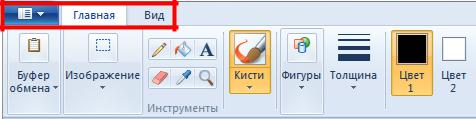 Главная Вид
Буфер обмена
Изображение
A
Инструменты
Кисти
Фигуры
Толщина
Цвет 1
Цвет 2